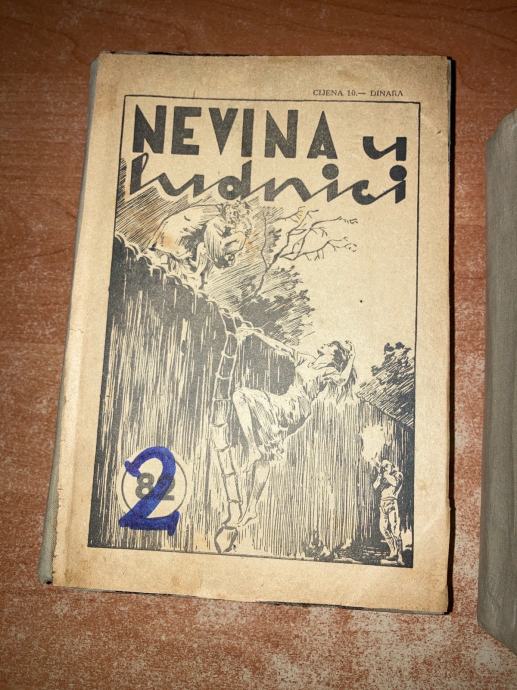 CIJENA 10.— DINARA
NEVINA u
ludnici
82
2